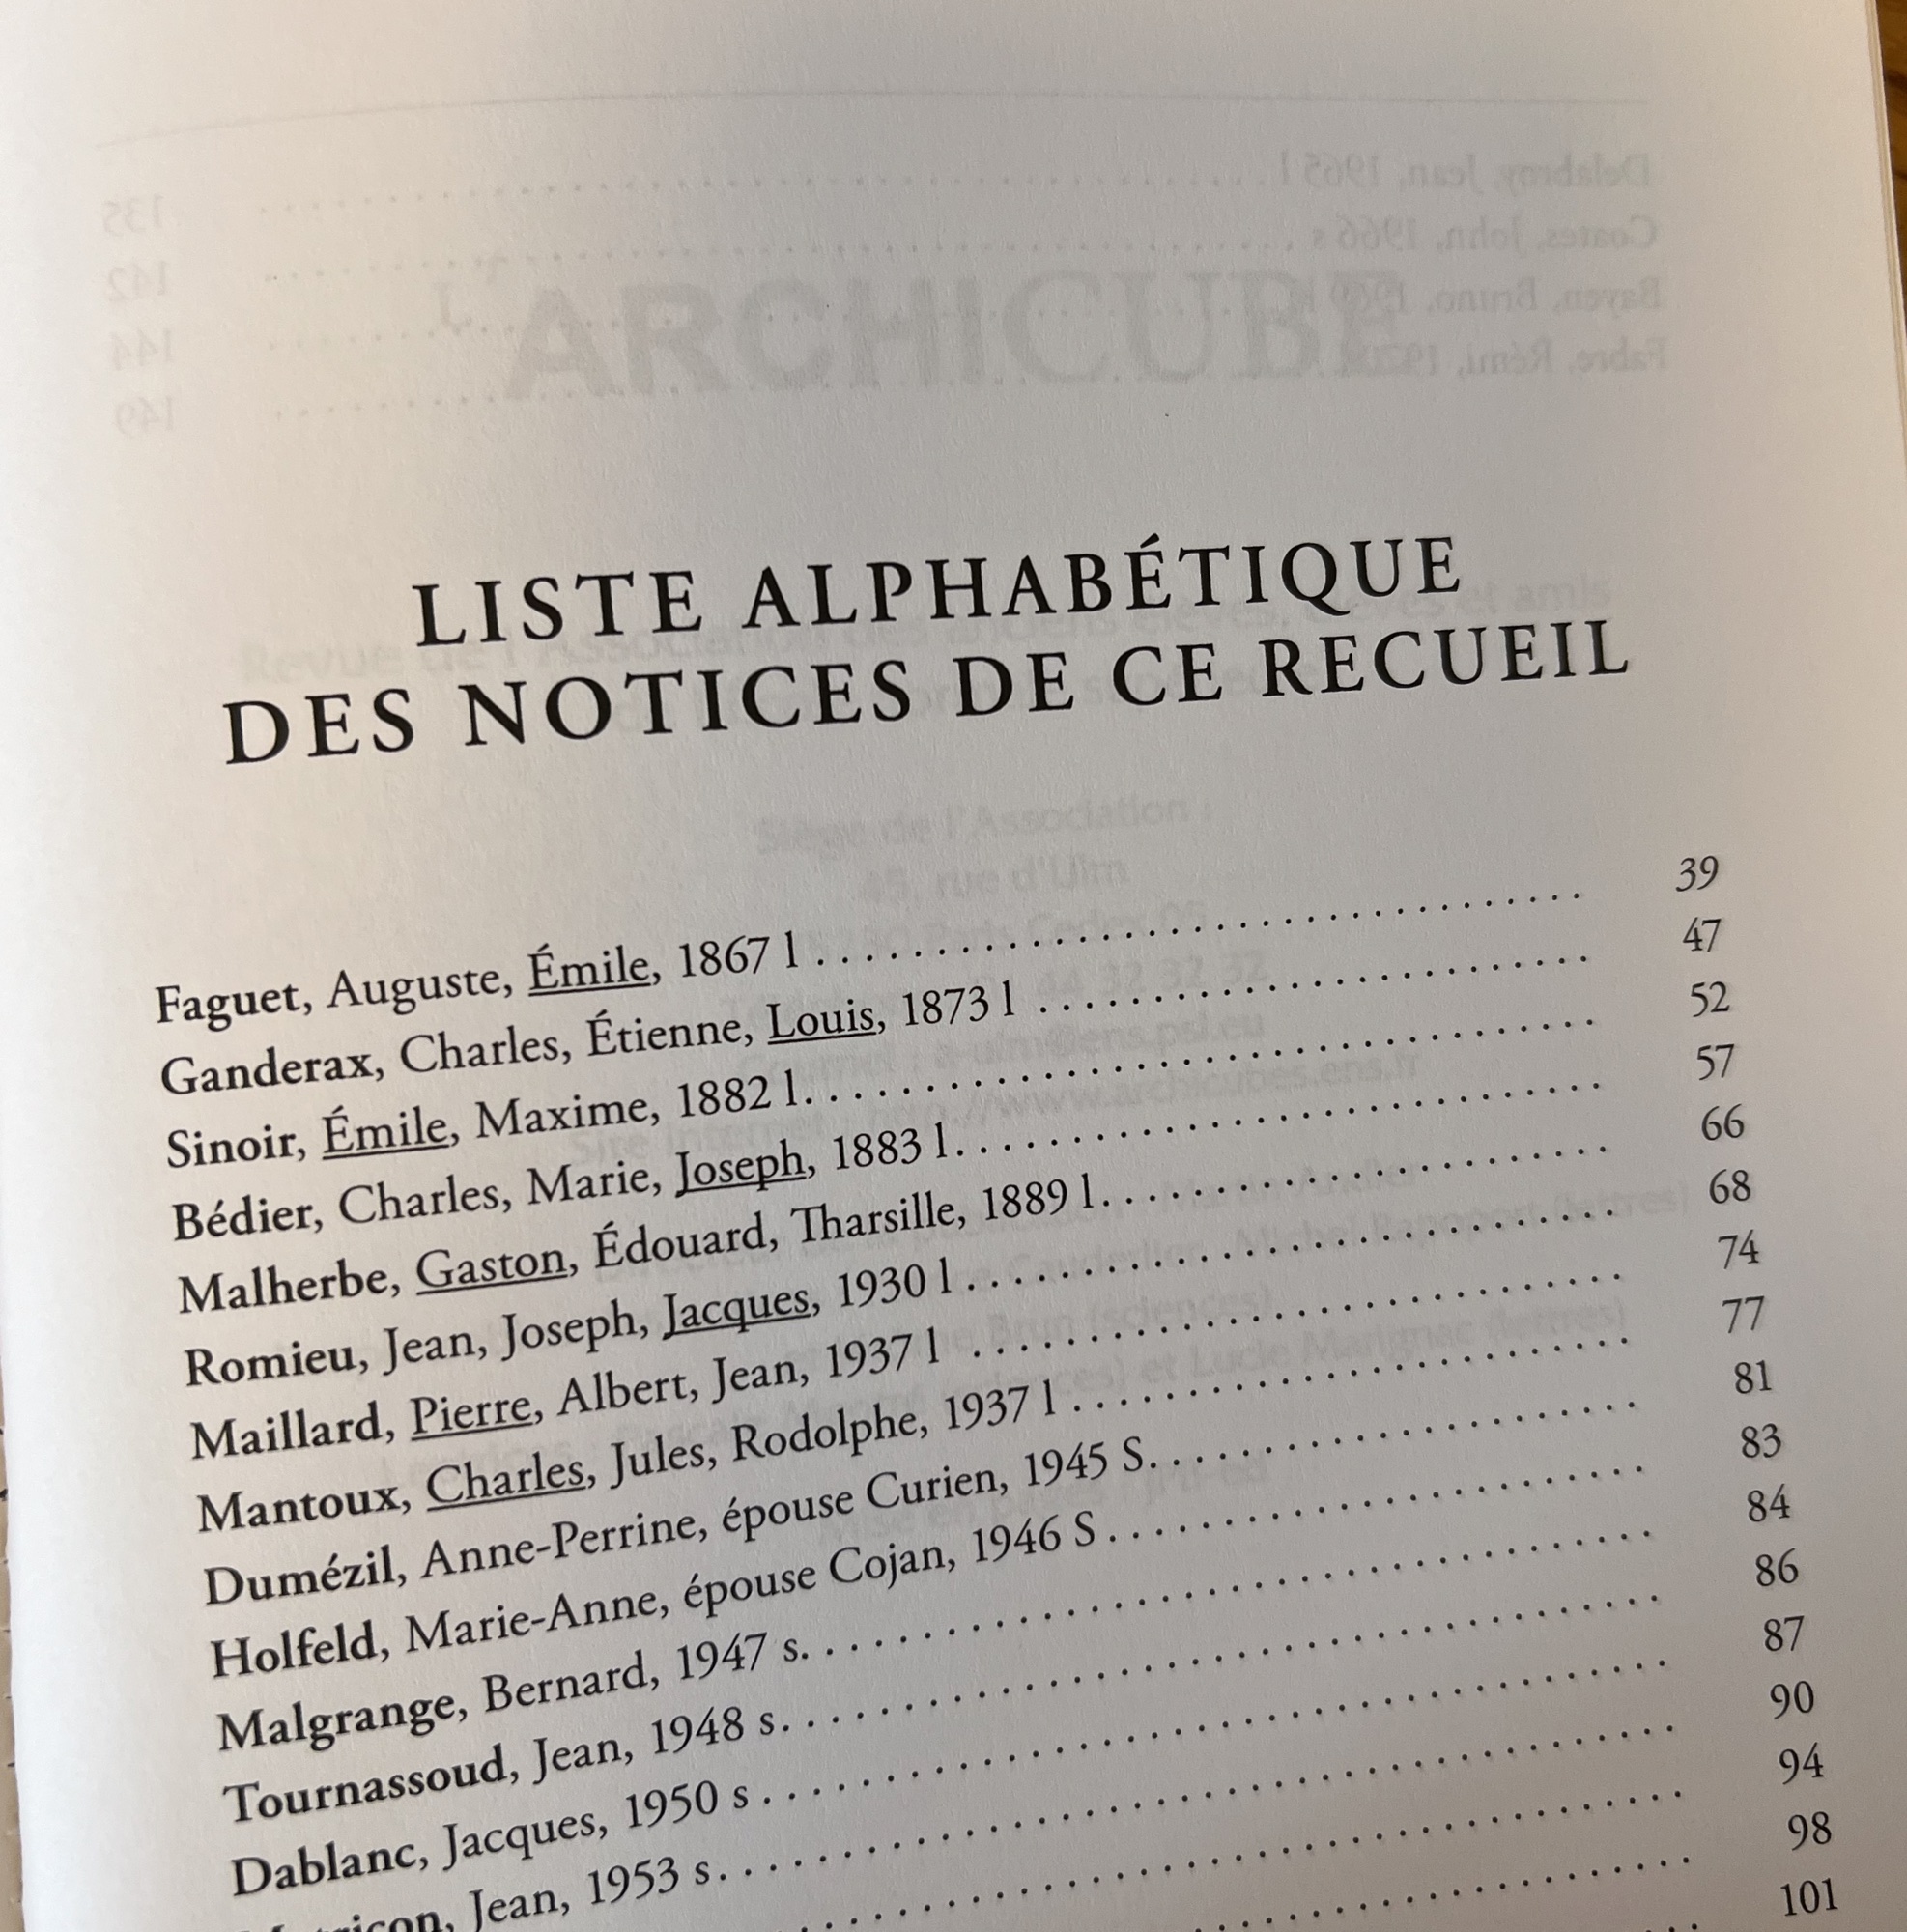 LISTE ALPHABÉTIQUE
DES NOTICES DE CE RECUEIL
Faguet, Auguste, Émile, 1867 l . . . . . . . . . . 39
Ganderax, Charles, Étienne, Louis, 1873 l . . . . . . . . . . 47
Sinoir, Émile, Maxime, 1882 l. . . . . . . . . . 52
Bédier, Charles, Marie, Joseph, 1883 l. . . . . . . . . . 57
Malherbe, Gaston, Édouard, Tharsille, 1889 l. . . . . . . . . . 66
Romieu, Jean, Joseph, Jacques, 1930 l . . . . . . . . . . 68
Maillard, Pierre, Albert, Jean, 1937 l . . . . . . . . . . 74
Mantoux, Charles, Jules, Rodolphe, 1937 l . . . . . . . . . . 77
Dumézil, Anne-Perrine, épouse Curien, 1945 S. . . . . . . . . . 81
Holfeld, Marie-Anne, épouse Cojan, 1946 S . . . . . . . . . . 83
Malgrange, Bernard, 1947 s. . . . . . . . . . 84
Tournassoud, Jean, 1948 s. . . . . . . . . . 86
Dablanc, Jacques, 1950 s . . . . . . . . . . 87
Jean, 1953 s. . . . . . . . . . 90
94
98
101